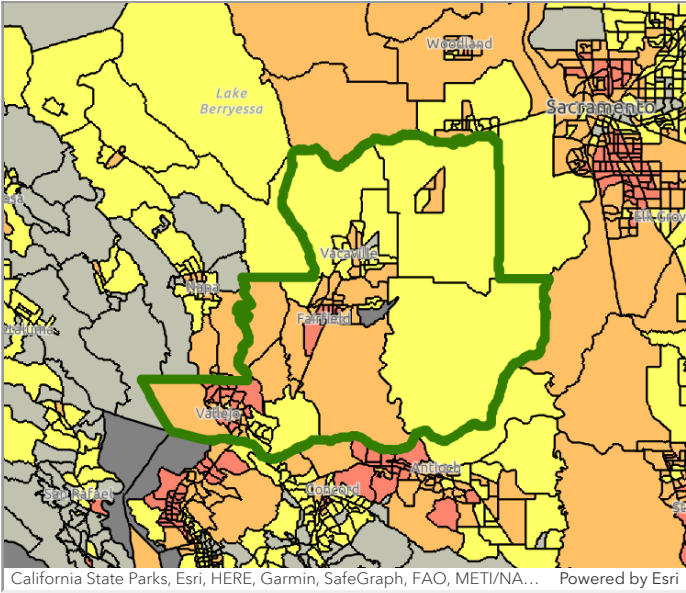 Woodland
Lake
Berryessa
Sacramento
Elk Grov
Vacaville
Napa
Fairfield
Vallejo
Antioch
San Rafael
Concord
California State Parks, Esri, HERE, Garmin, SafeGraph, FAO, METI/NA... Powered by Esri